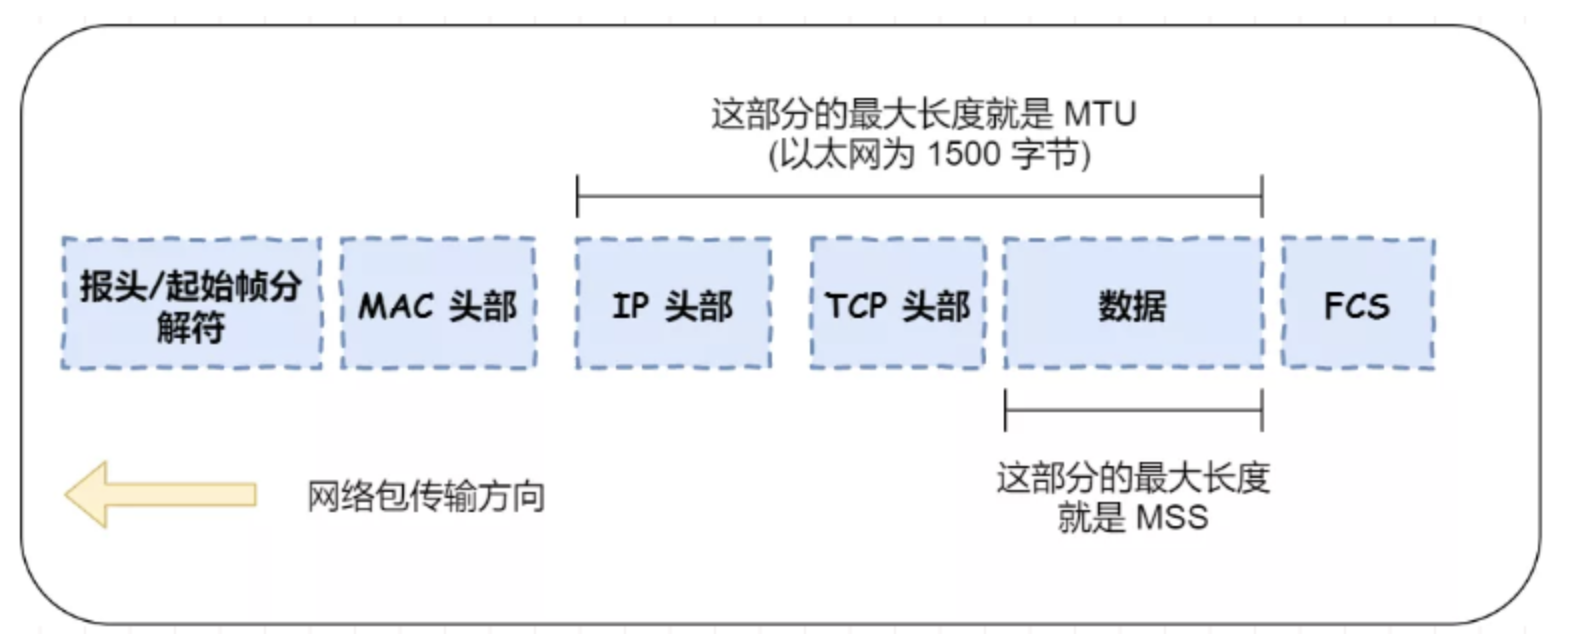 这部分的最大长度就是 MTU
(以太网为 1500 字节)
报头/起始帧分
解符
MAC 头部
IP 头部
TCP 头部
数据
FCS
网络包传输方向
这部分的最大长度
就是 MSS